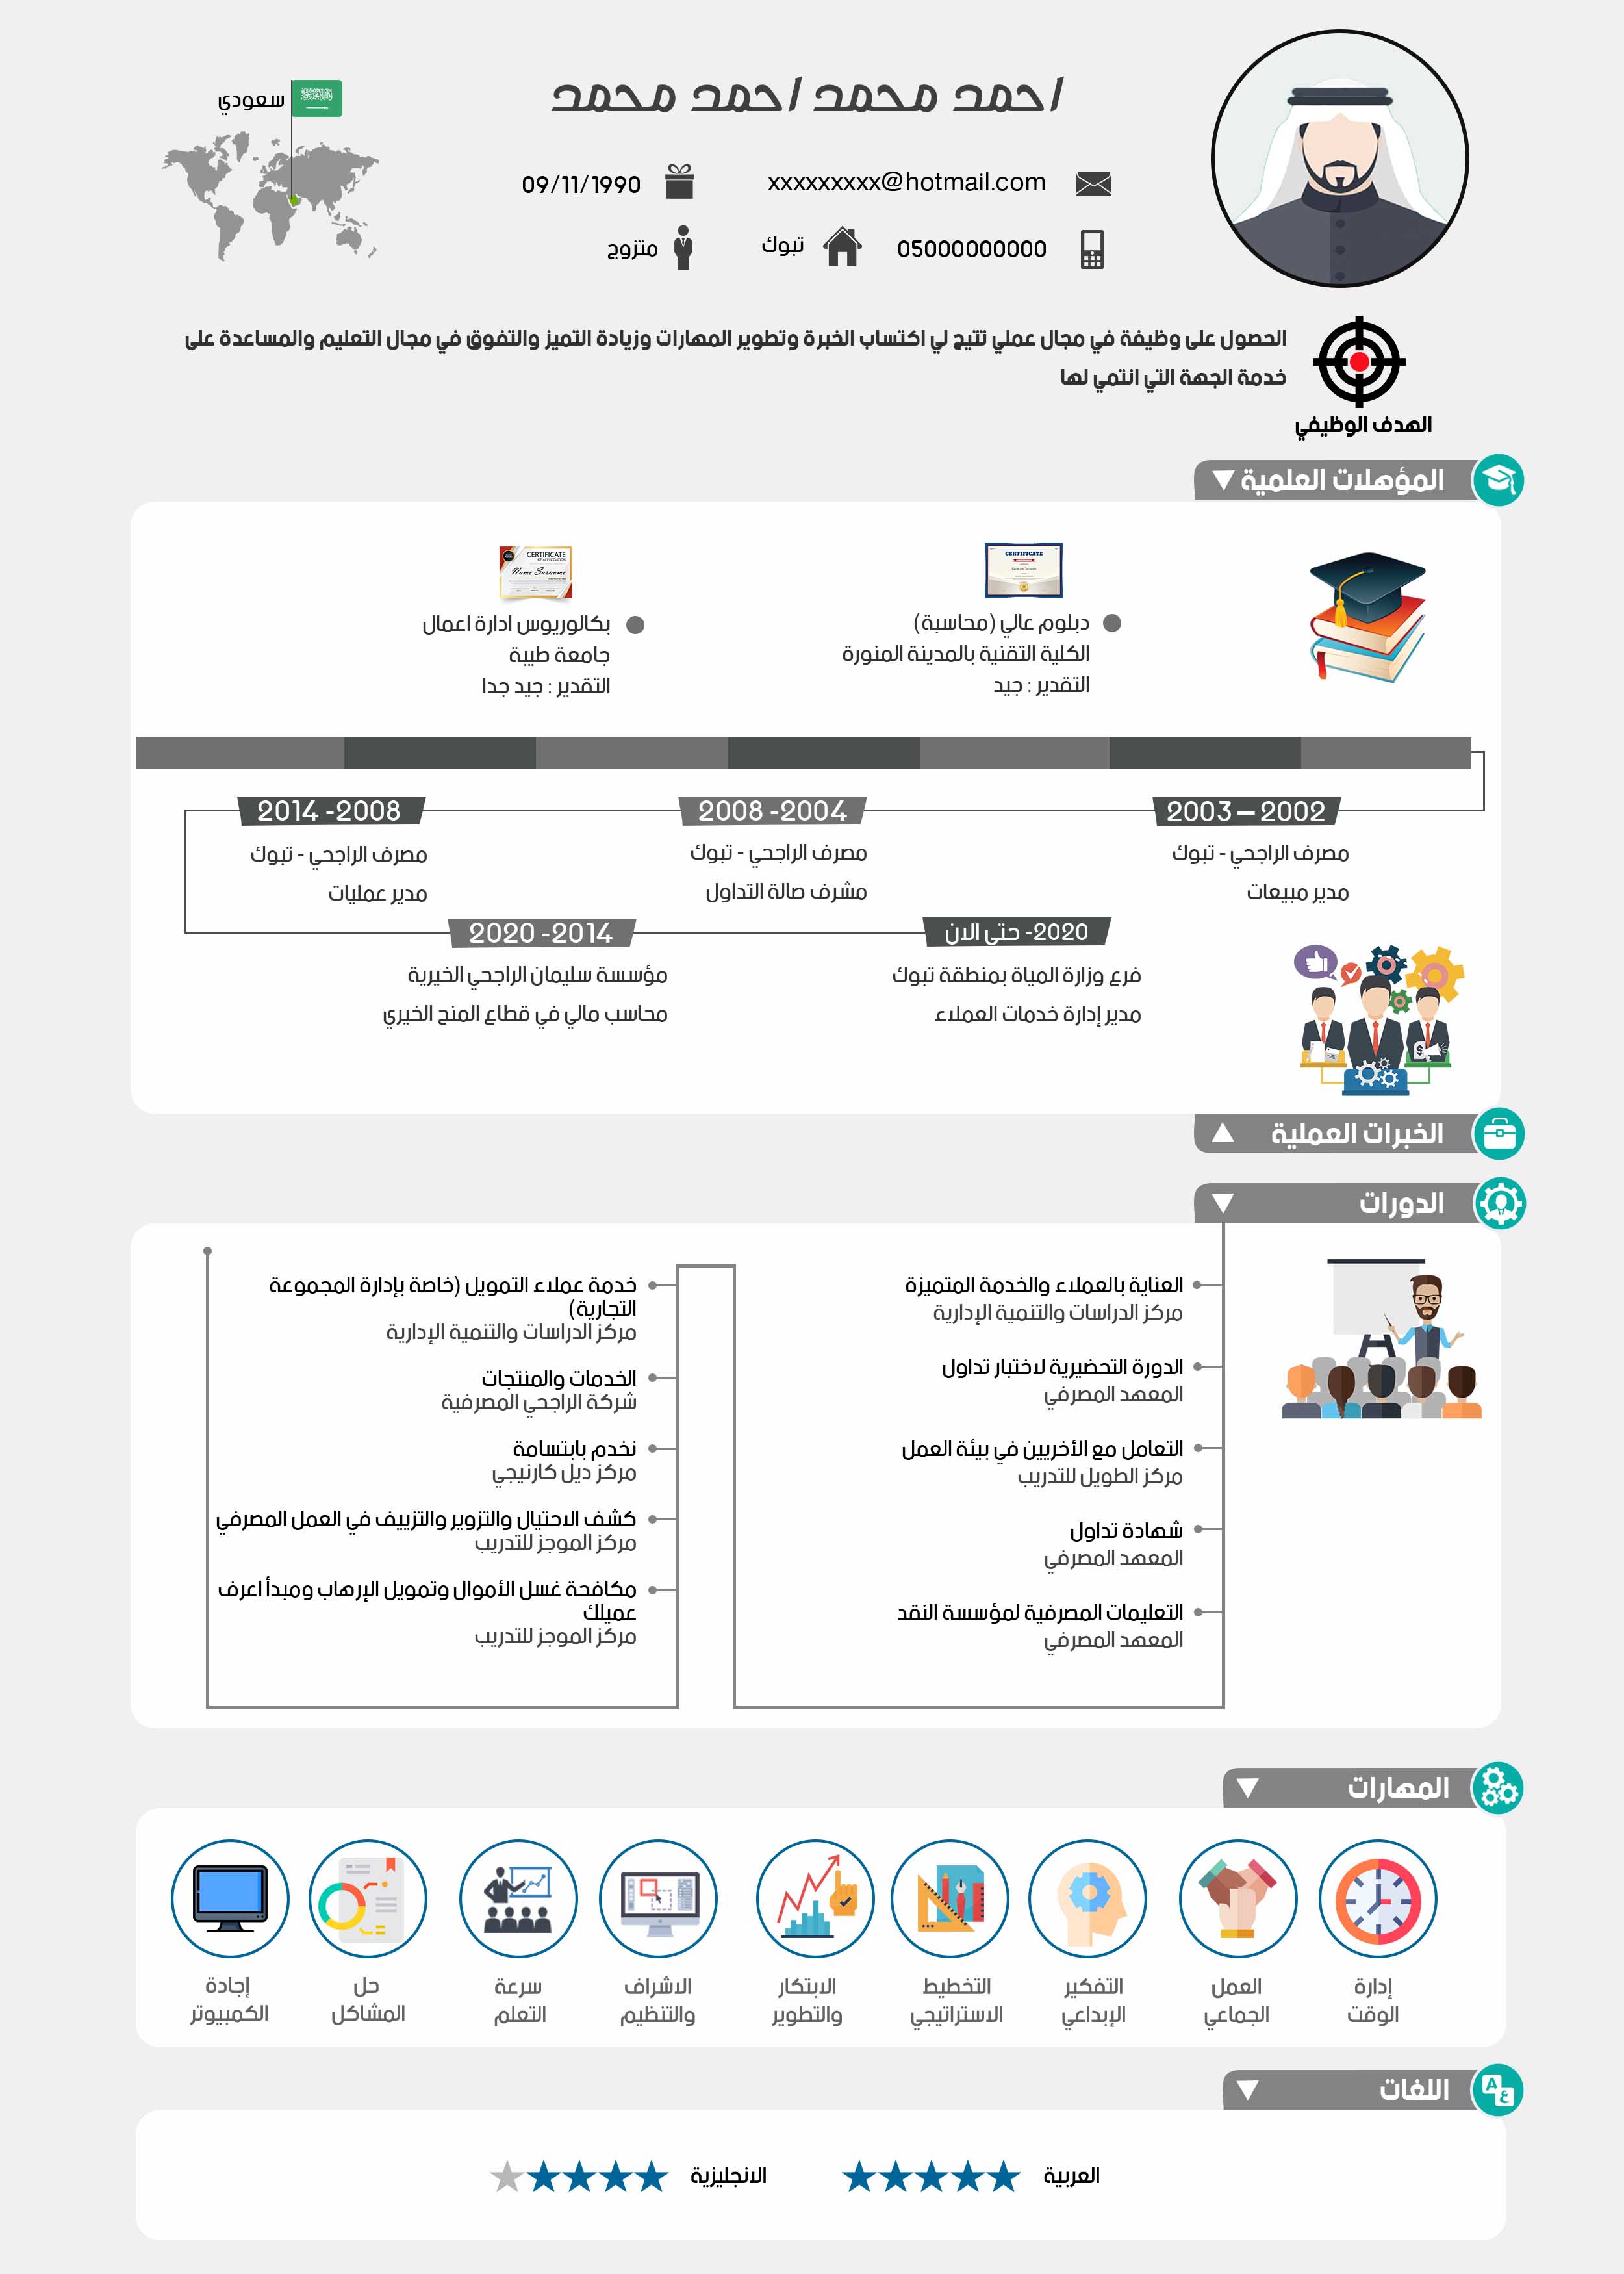 احمد محمد احمد محمد
سعودي
xxxxxxxxx@hotmail.com
09/11/1990
05000000000
تبوك
متزوج
الحصول على وظيفة في مجال عملي تتيح لي اكتساب الخبرة وتطوير المهارات وزيادة التميز والتفوق في مجال التعليم والمساعدة على
خدمة الجهة التي انتمي لها
الهدف الوظيفي
المؤهلات العلمية
CERTIFICATE
دبلوم عالي (محاسبة)
الكلية التقنية بالمدينة المنورة
التقدير : جيد
CERTIFICATE
OF APPRECIATION
Name Surname
بكالوريوس ادارة اعمال
جامعة طيبة
التقدير : جيد جدا
2002 – 2003
مصرف الراجحي - تبوك
مدير مبيعات
2004- 2008
مصرف الراجحي - تبوك
مشرف صالة التداول
2008- 2014
مصرف الراجحي - تبوك
مدير عمليات
2014- 2020
مؤسسة سليمان الراجحي الخيرية
محاسب مالي في قطاع المنح الخيري
2020- حتى الان
فرع وزارة المياة بمنطقة تبوك
مدير إدارة خدمات العملاء
الخبرات العملية
الدورات
العناية بالعملاء والخدمة المتميزة
مركز الدراسات والتنمية الإدارية
الدورة التحضيرية لاختبار تداول
المعهد المصرفي
التعامل مع الأخريين في بيئة العمل
مركز الطويل للتدريب
شهادة تداول
المعهد المصرفي
التعليمات المصرفية لمؤسسة النقد
المعهد المصرفي
خدمة عملاء التمويل (خاصة بإدارة المجموعة
التجارية)
مركز الدراسات والتنمية الإدارية
الخدمات والمنتجات
شركة الراجحي المصرفية
نخدم بابتسامة
مركز ديل كارنيجي
كشف الاحتيال والتزوير والتزييف في العمل المصرفي
مركز الموجز للتدريب
مكافحة غسل الأموال وتمويل الإرهاب ومبدأ اعرف
عميلك
مركز الموجز للتدريب
المهارات
إدارة
الوقت
العمل
الجماعي
التفكير
الإبداعي
التخطيط
الاستراتيجي
الابتكار
والتطوير
الاشراف
والتنظيم
سرعة
التعلم
حل
المشاكل
إجادة
الكمبيوتر
اللغات
العربية
الانجليزية